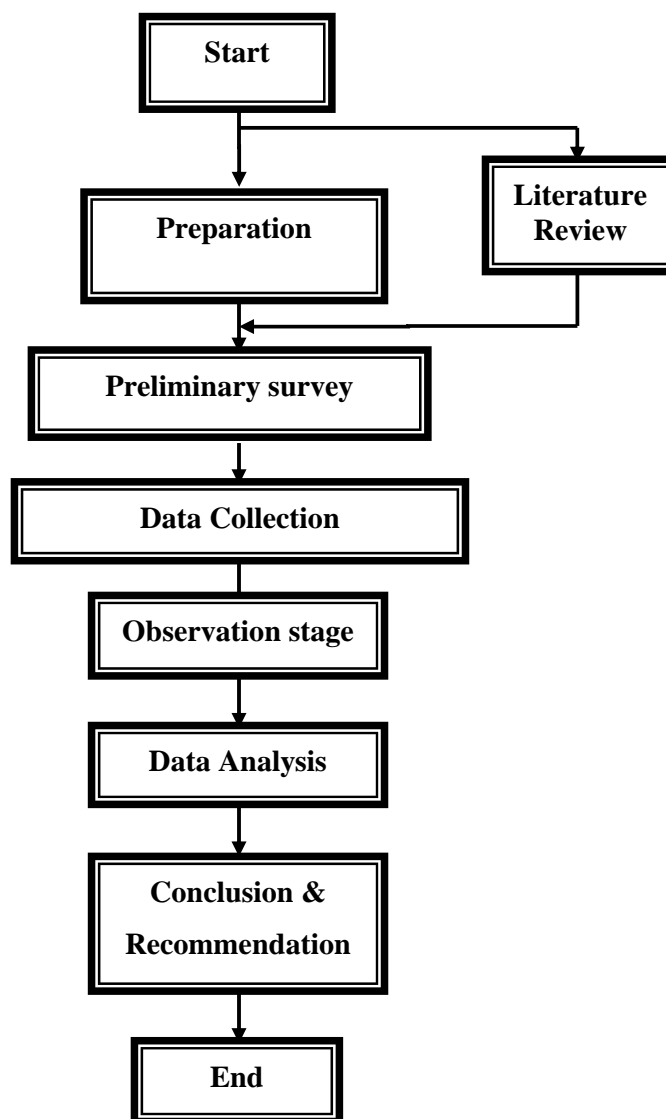 Start
Preparation
Literature
Review
Preliminary survey
Data Collection
Observation stage
Data Analysis
Conclusion &
Recommendation
End